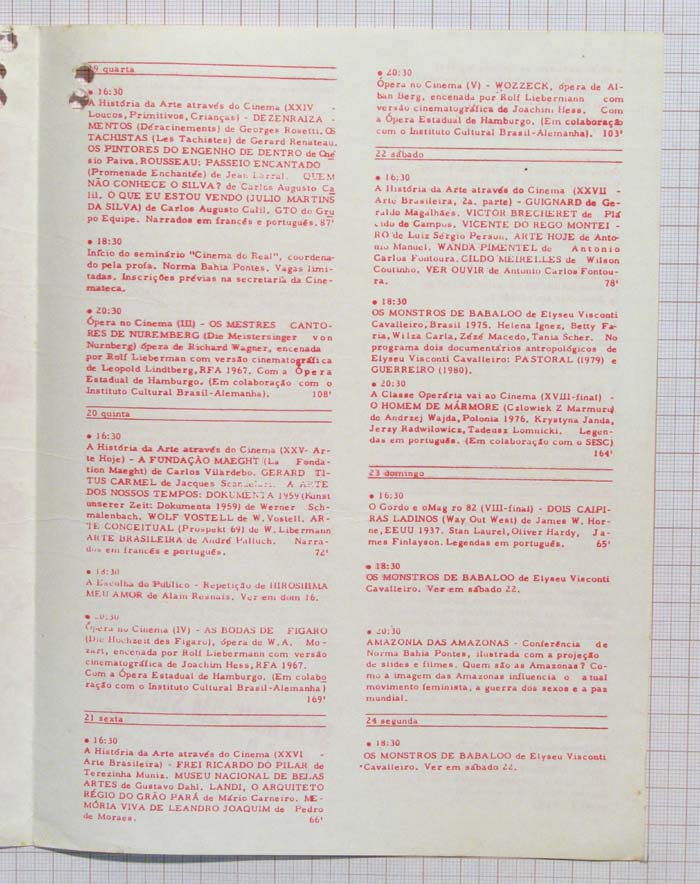 19 quarta
• 16:30
A História da Arte através do Cinema (XXIV -
Loucos, Primitivos, Crianças) - DEZENRAIZA -
MENTOS (Déracinements) de Georges Rosetti. OS
TACHISTAS (Les Tachistes) de Gerard Renateau.
OS PINTORES DO ENGENHO DE DENTRO de Oné
sio Paiva. ROUSSEAU: PASSEIO ENCANTADO
(Promenade Enchantée) de Jean QUEM
NÃO CONHECE O SILVA? de Carlos Augusto Ca
lil. O QUE EU ESTOU VENDO (JULIO MARTINS
DA SILVA) de Carlos Augusto Calil, GTO do Gru
po Equipe. Narrados em francés e português. 87'
• 18:30
Início do seminário "Cinema do Real", coordena-
do pela profa. Norma Bahia Pontes. Vagas limi-
tadas. Inscrições prévias na secretaria da Cine-
mateca.
• 20:30
Ópera no Cinema (III) - OS MESTRES CANTO-
RES DE NUREMBERG (Die Meistersinger von
Nurnberg) ópera de Richard Wagner, encenada
por Rolf Lieberman com versão cinematográfica
de Leopold Lindtberg, RFA 1967. Com a Ópera
Estadual de Hamburgo. (Em colaboração com o
Instituto Cultural Brasil-Alemanha). 108'
20 quinta
• 16:30
A História da Arte através do Cinema (XXV- Ar-
te Hoje) - A FUNDAÇÃO MAEGHT (La Fonda-
tion Maeght) de Carlos Vilardebo. GERARD TI-
TUS CARMEL de Jacques A ARTE
DOS NOSSOS TEMPOS: DOKUMENTA 1959 (Kunst
unserer Zeit: Dokumenta 1959) de Werner Sch-
malenbach. WOLF VOSTELL de W. Vostell. AR-
TE CONCEITUAL (Prospekt 69) de W. Libermann
ARTE BRASILEIRA de André Palluch. Narra-
dos em francés e português. 72'
• 18:30
A Escolha do Público - Repetição de HIROSHIMA
MEU AMOR de Alain Resnais. Ver em dom 16.
• 20:30
Ópera no Cinema (IV) - AS BODAS DE FIGARO
(Die Hochzeit des Figaro), ópera de W.A. Mo-
zart, encenada por Rolf Liebermann com versão
cinematográfica de Joachim Hess, RFA 1967.
Com a Ópera Estadual de Hamburgo. (Em colabo
ração com o Instituto Cultural Brasil-Alemanha)
169'
21 sexta
• 16:30
A História da Arte através do Cinema (XXVI -
Arte Brasileira) - FREI RICARDO DO PILAR de
Terezinha Muniz. MUSEU NACIONAL DE BELAS
ARTES de Gustavo Dahl. LANDI, O ARQUITETO
RÉGIO DO GRÃO PARÁ de Mário Carneiro. ME-
MÓRIA VIVA DE LEANDRO JOAQUIM de Pedro
de Moraes. 66'
• 20:30
Ópera no Cinema (V) - WOZZECK, ópera de Al-
ban Berg, encenada por Rolf Liebermann com
versão cinematográfica de Joachim Hess. Com
a Ópera Estadual de Hamburgo. (Em colaboração
com o Instituto Cultural Brasil-Alemanha). 103'
22 sábado
• 16:30
A História da Arte através do Cinema (XXVII -
Arte Brasileira, 2a. parte) - GUIGNARD de Ge-
raldo Magalhães. VICTOR BRECHERET de Plá
cido de Campos. VICENTE DO REGO MONTEI -
RO de Luiz Sérgio Person. ARTE HOJE de Anto-
nio Manuel. WANDA PIMENTEL de Antonio
Carlos Fontoura. CILDO MEIRELLES de Wilson
Coutinho. VER OUVIR de Antonio Carlos Fontou-
ra. 78'
• 18:30
OS MONSTROS DE BABALOO de Elyseu Visconti
Cavalleiro, Brasil 1975. Helena Ignez, Betty Fa-
ria, Wilza Carla, Zézé Macedo, Tania Scher. No
programa dois documentários antropológicos de
Elyseu Visconti Cavalleiro: PASTORAL (1979) e
GUERREIRO (1980).
• 20:30
A Classe Operária vai ao Cinema (XVIII-final) -
O HOMEM DE MÁRMORE (Czlowiek Z Marmuru)
de Andrzej Wajda, Polonia 1976. Krystyna Janda,
Jerzy Radwilowicz, Tadeusz Lomnicki. Legen-
das em português. (Em colaboração com o SESC)
164'
23 domingo
• 16:30
O Gordo e oMag ro 82 (VIII-final) - DOIS CAIPI-
RAS LADINOS (Way Out West) de James W. Hor-
ne, EEUU 1937. Stan Laurel, Oliver Hardy, Ja-
mes Finlayson. Legendas em português. 65'
• 18:30
OS MONSTROS DE BABALOO de Elyseu Visconti
Cavalleiro. Ver em sábado 22.
• 20:30
AMAZONIA DAS AMAZONAS - Conferência de
Norma Bahia Pontes, ilustrada com a projeção
de slides e filmes. Quem são as Amazonas? Co-
mo a imagem das Amazonas influencia o atual
movimento feminista, a guerra dos sexos e a paz
mundial.
24 segunda
• 18:30
OS MONSTROS DE BABALOO de Elyseu Visconti
Cavalleiro. Ver em sábado 22.